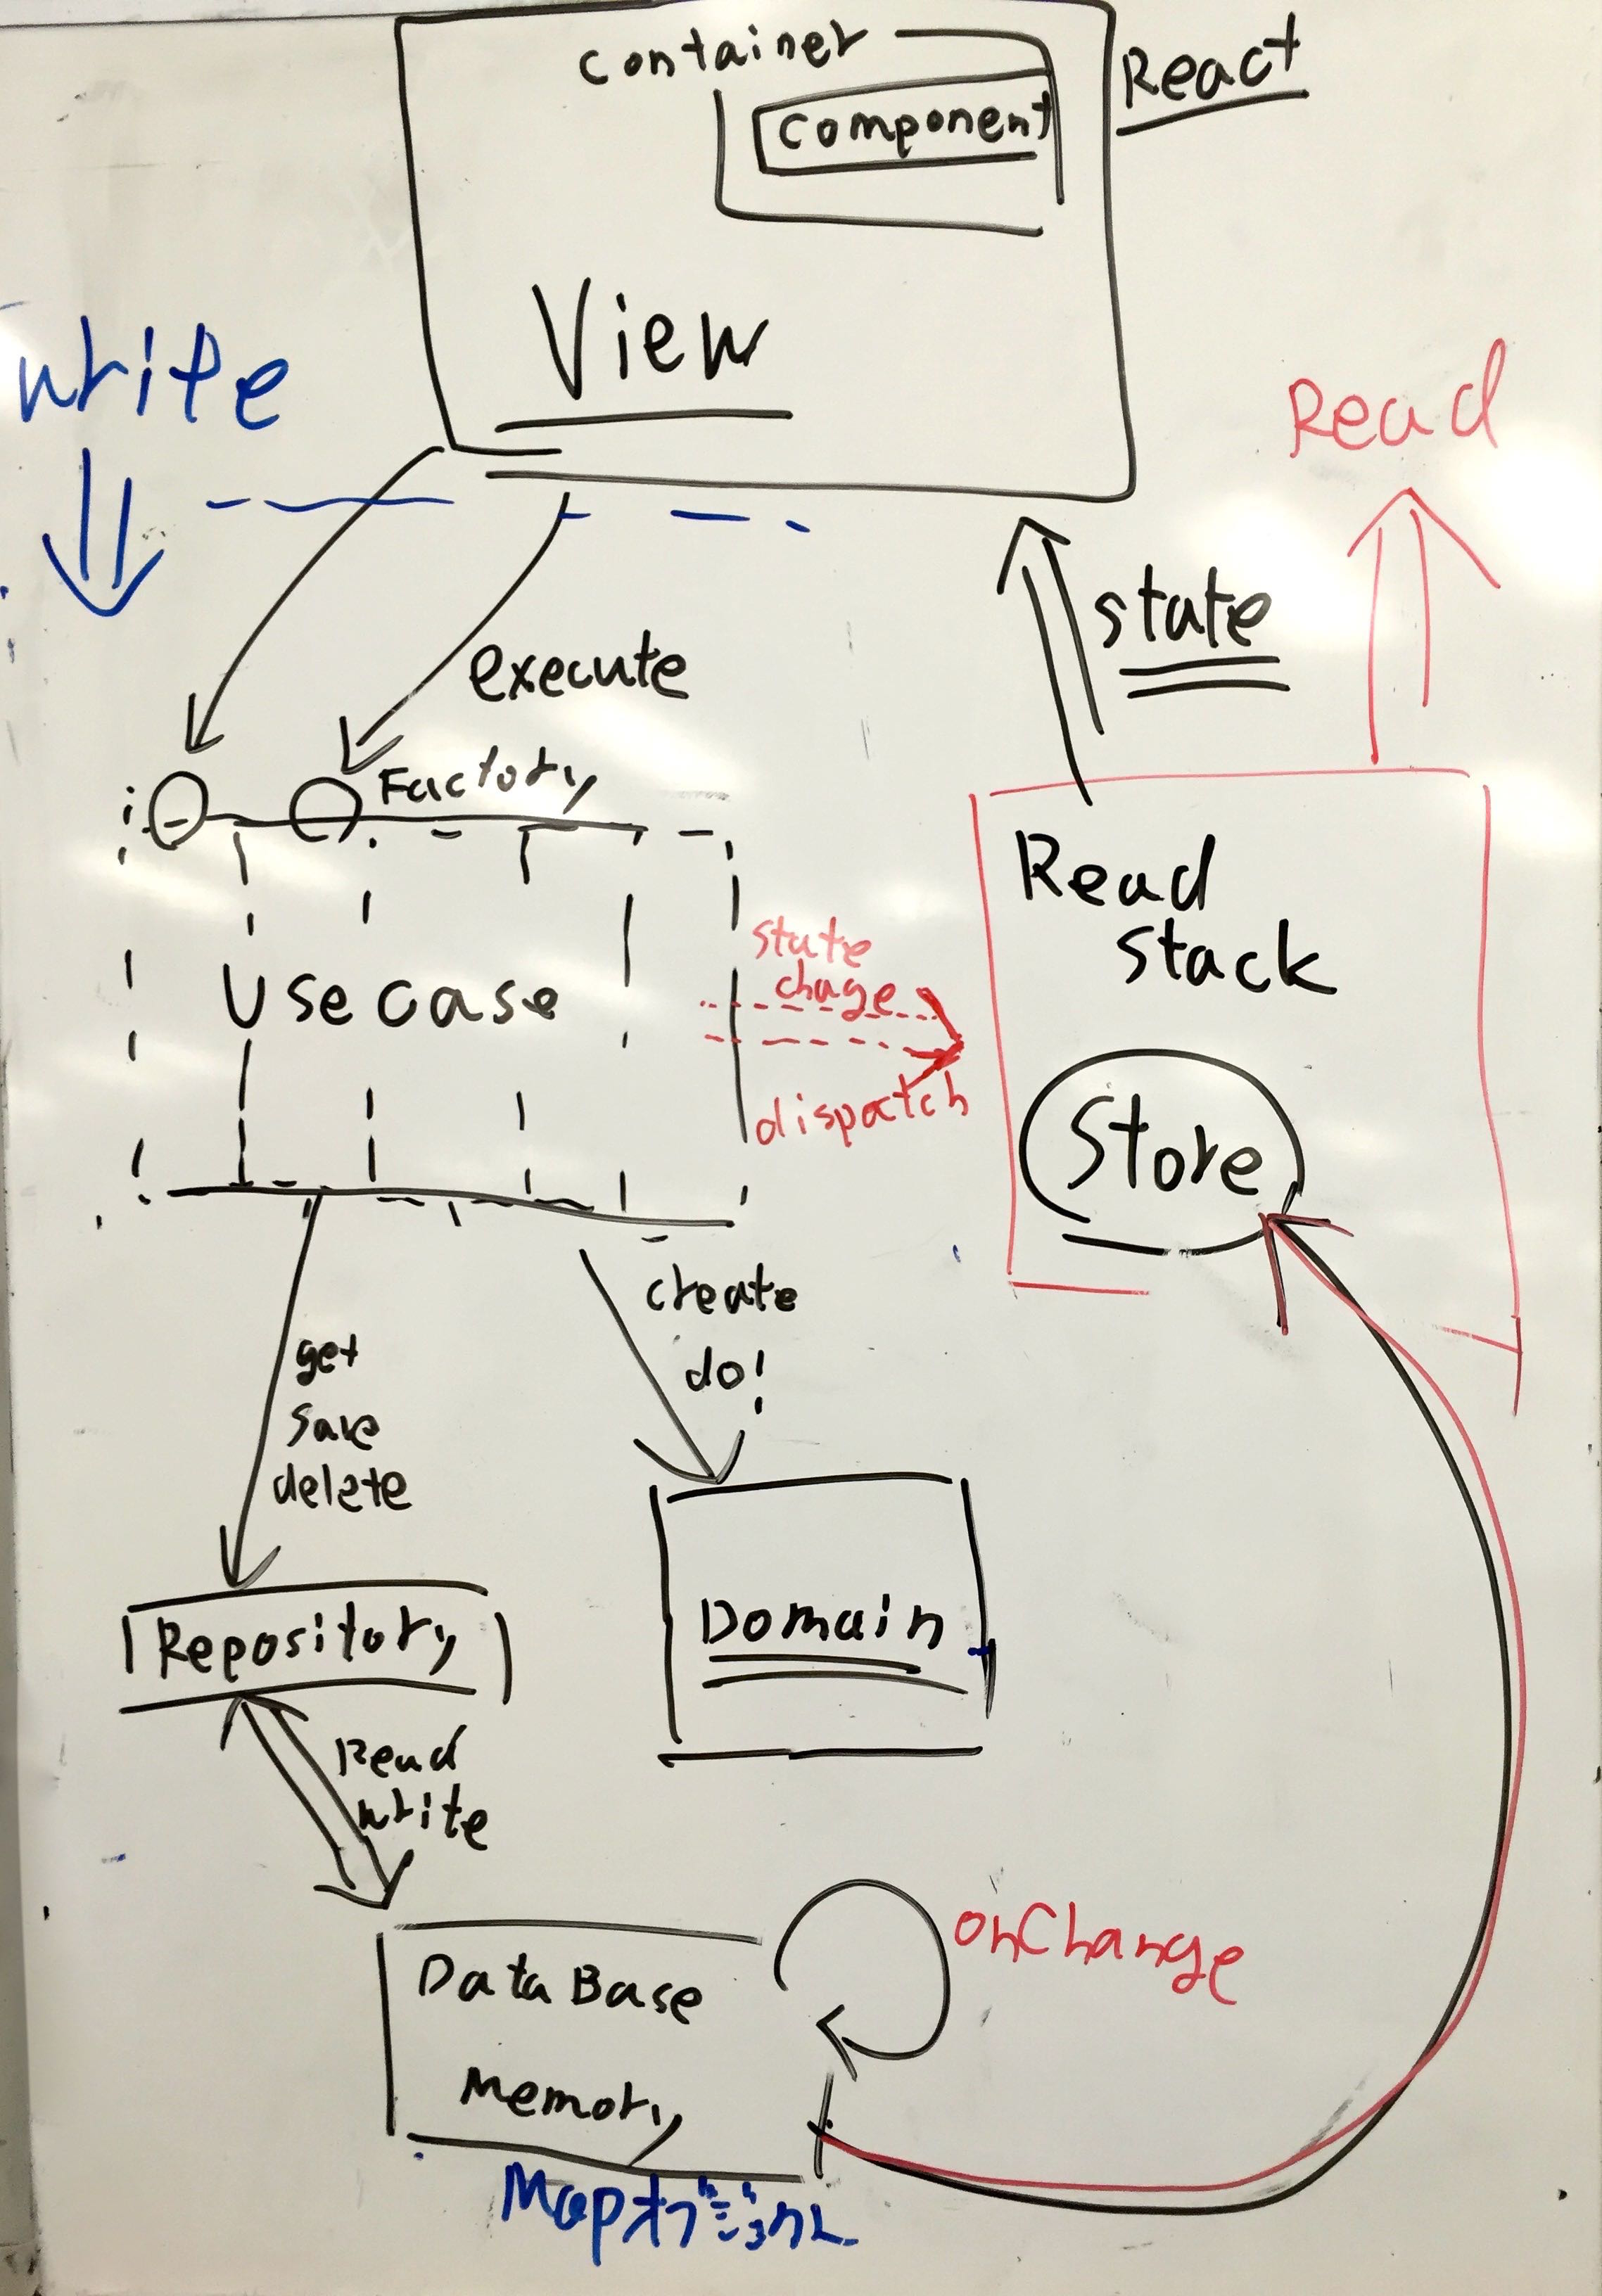 Container
React
Component
View
write
Read
state
execute
Factory
Read
stack
Usecase
state
chage
dispatch
Store
create
do!
get
save
delete
Domain
Repository
Read
write
onChange
DataBase
Memory
Mapオブジェクト